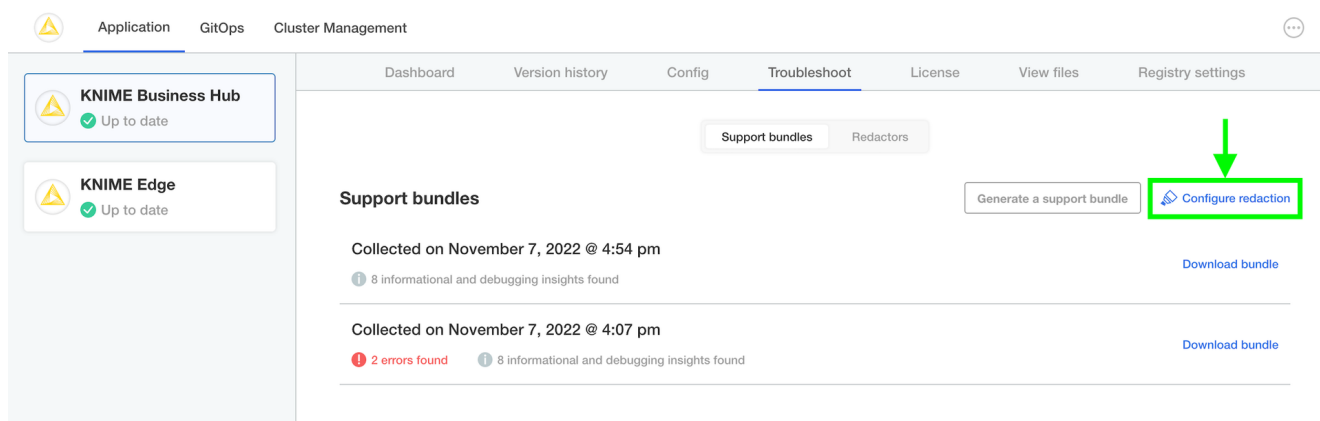 Application GitOps Cluster Management
Dashboard Version history Config Troubleshoot License View files Registry settings
KNIME Business Hub
Up to date
KNIME Edge
Up to date
Support bundles Redactors
Support bundles
Generate a support bundle
Configure redaction
Collected on November 7, 2022 @ 4:54 pm
8 informational and debugging insights found
Download bundle
Collected on November 7, 2022 @ 4:07 pm
2 errors found 8 informational and debugging insights found
Download bundle